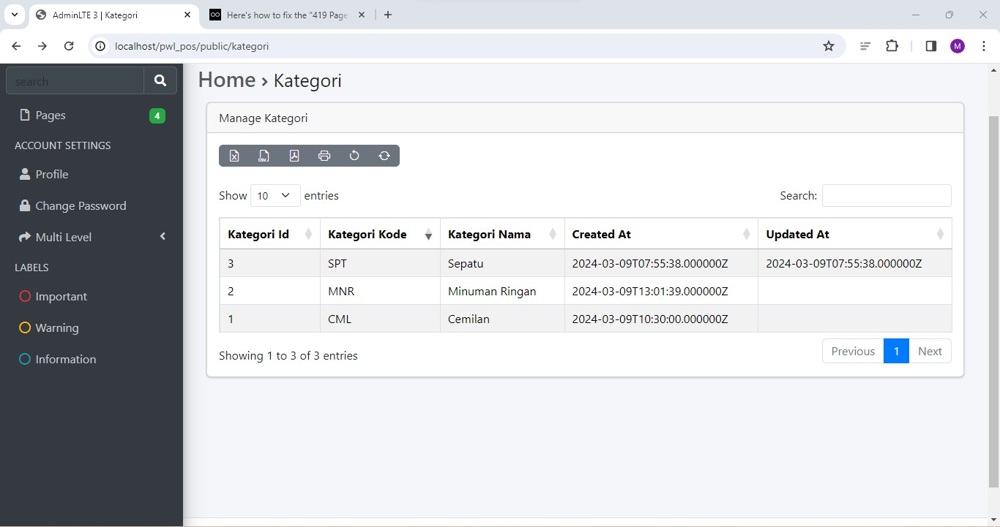 AdminLTE 3 | Kategori
Here's how to fix the "419 Page
localhost/pwl_pos/public/kategori
M
search
Pages 4
ACCOUNT SETTINGS
Profile
Change Password
Multi Level
LABELS
Important
Warning
Information
Home › Kategori
Manage Kategori
Show 10 entries
Search:
Kategori Id Kategori Kode Kategori Nama Created At Updated At
3 SPT Sepatu 2024-03-09T07:55:38.000000Z 2024-03-09T07:55:38.000000Z
2 MNR Minuman Ringan 2024-03-09T13:01:39.000000Z
1 CML Cemilan 2024-03-09T10:30:00.000000Z
Showing 1 to 3 of 3 entries
Previous 1 Next